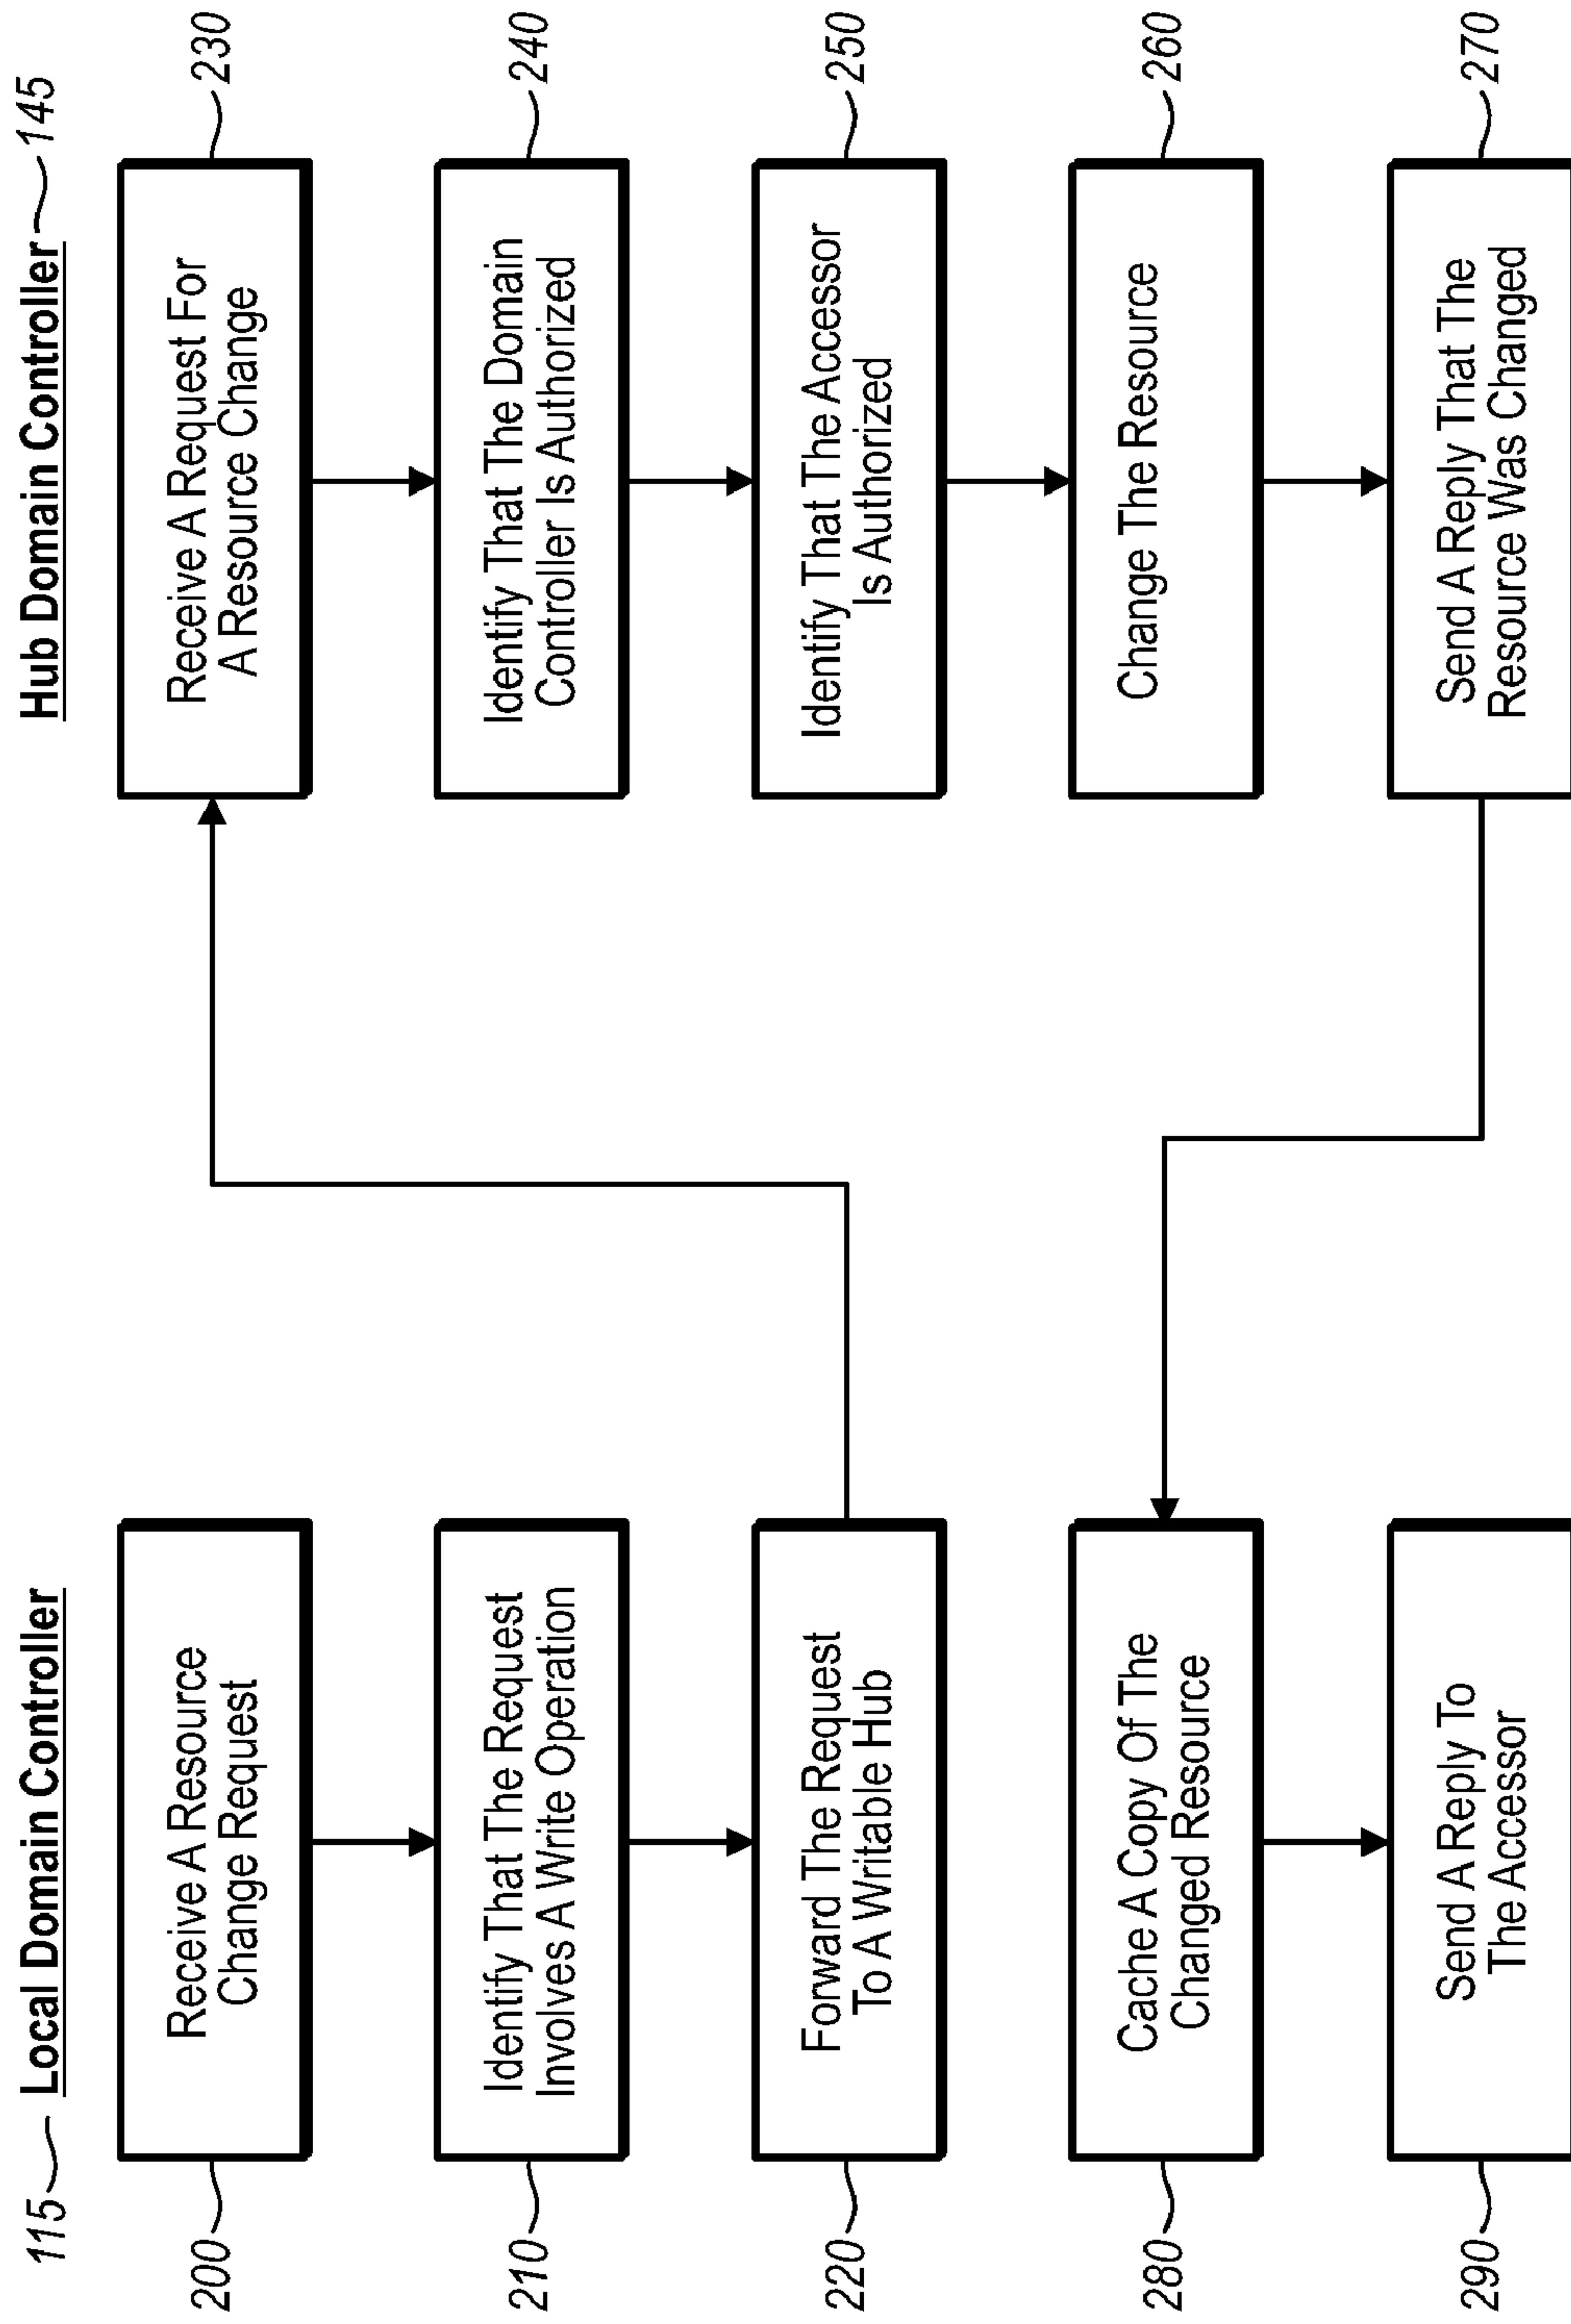 115
Local Domain Controller
Hub Domain Controller
145
200
Receive A Resource
Change Request
210
Identify That The Request
Involves A Write Operation
220
Forward The Request
To A Writable Hub
280
Cache A Copy Of The
Changed Resource
290
Send A Reply To
The Accessor
Receive A Request For
A Resource Change
230
Identify That The Domain
Controller Is Authorized
240
Identify That The Accessor
Is Authorized
250
Change The Resource
260
Send A Reply That The
Resource Was Changed
270